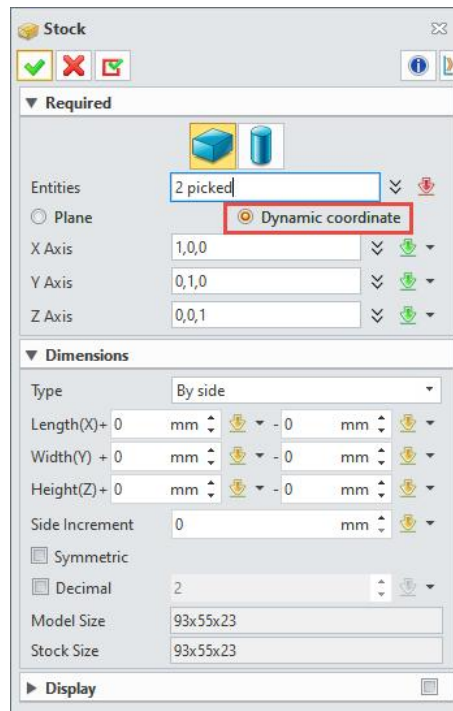 Stock
Required
Entities 2 picked
Plane Dynamic coordinate
X Axis 1,0,0
Y Axis 0,1,0
Z Axis 0,0,1
Dimensions
Type By side
Length(X)+ 0 mm - 0 mm
Width(Y) + 0 mm - 0 mm
Height(Z)+ 0 mm - 0 mm
Side Increment 0 mm
Symmetric
Decimal 2
Model Size 93x55x23
Stock Size 93x55x23
Display